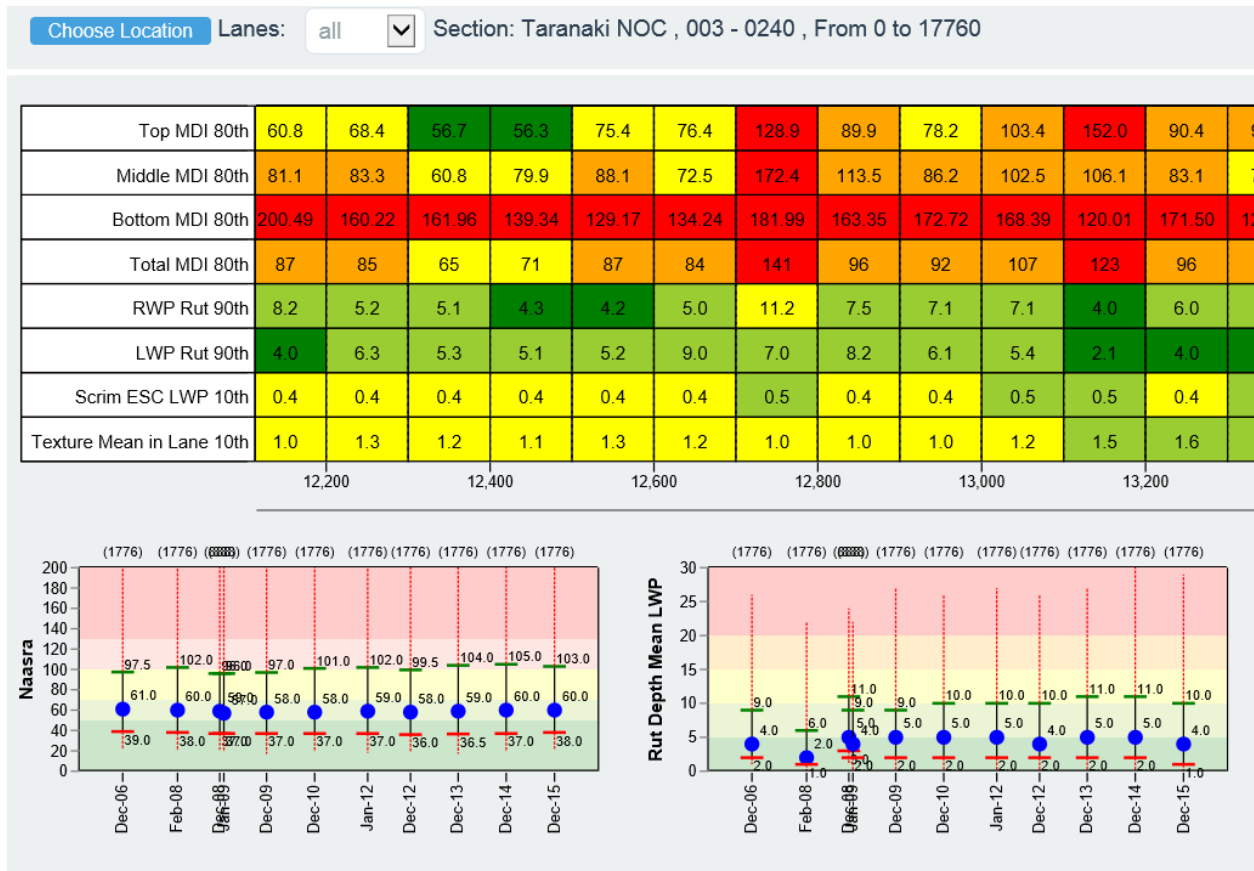 Choose Location Lanes: all Section: Taranaki NOC , 003 - 0240 , From 0 to 17760
Top MDI 80th 60.8 68.4 56.7 56.3 75.4 76.4 128.9 89.9 78.2 103.4 152.0 90.4
Middle MDI 80th 81.1 83.3 60.8 79.9 88.1 72.5 172.4 113.5 86.2 102.5 106.1 83.1
Bottom MDI 80th 200.49 160.22 161.96 139.34 129.17 134.24 181.99 163.35 172.72 168.39 120.01 171.50
Total MDI 80th 87 85 65 71 87 84 141 96 92 107 123 96
RWP Rut 90th 8.2 5.2 5.1 4.3 4.2 5.0 11.2 7.5 7.1 7.1 4.0 6.0
LWP Rut 90th 4.0 6.3 5.3 5.1 5.2 9.0 7.0 8.2 6.1 5.4 2.1 4.0
Scrim ESC LWP 10th 0.4 0.4 0.4 0.4 0.4 0.4 0.5 0.4 0.4 0.5 0.5 0.4
Texture Mean in Lane 10th 1.0 1.3 1.2 1.1 1.3 1.2 1.0 1.0 1.0 1.2 1.5 1.6
12,200 12,400 12,600 12,800 13,000 13,200
(1776) (1776) (1776) (1776) (1776) (1776) (1776) (1776) (1776)
Naasra
200
180
160
140
120
100
80
60
40
20
0
97.5 102.0 97.0 101.0 102.0 99.5 104.0 105.0 103.0
61.0 60.0 58.0 58.0 59.0 58.0 59.0 60.0 60.0
39.0 38.0 37.0 37.0 37.0 36.0 36.5 37.0 38.0
Dec-06 Feb-08 Jan-09 Dec-09 Dec-10 Jan-12 Dec-12 Dec-13 Dec-14 Dec-15
(1776) (1776) (1776) (1776) (1776) (1776) (1776) (1776) (1776)
Rut Depth Mean LWP
30
25
20
15
10
5
0
9.0 6.0 11.0 9.0 9.0 10.0 10.0 10.0 11.0 11.0 10.0
4.0 2.0 5.0 4.0 5.0 5.0 5.0 4.0 5.0 5.0 4.0
2.0 1.0 2.0 2.0 2.0 2.0 2.0 2.0 2.0 1.0
Dec-06 Feb-08 Jan-09 Dec-09 Dec-10 Jan-12 Dec-12 Dec-13 Dec-14 Dec-15